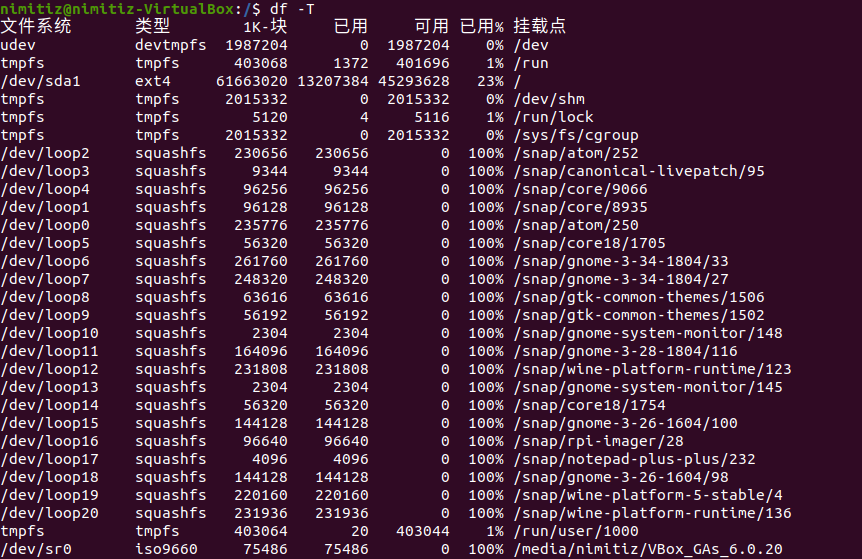 nimitiz@nimitiz-VirtualBox:/$ df -T
文件系统 类型 1K-块 已用 可用 已用% 挂载点
udev devtmpfs 1987204 0 1987204 0% /dev
tmpfs tmpfs 403068 1372 401696 1% /run
/dev/sda1 ext4 61663020 13207384 45293628 23% /
tmpfs tmpfs 2015332 0 2015332 0% /dev/shm
tmpfs tmpfs 5120 4 5116 1% /run/lock
tmpfs tmpfs 2015332 0 2015332 0% /sys/fs/cgroup
/dev/loop2 squashfs 230656 230656 0 100% /snap/atom/252
/dev/loop3 squashfs 9344 9344 0 100% /snap/canonical-livepatch/95
/dev/loop4 squashfs 96256 96256 0 100% /snap/core/9066
/dev/loop1 squashfs 96128 96128 0 100% /snap/core/8935
/dev/loop0 squashfs 235776 235776 0 100% /snap/atom/250
/dev/loop5 squashfs 56320 56320 0 100% /snap/core18/1705
/dev/loop6 squashfs 261760 261760 0 100% /snap/gnome-3-34-1804/33
/dev/loop7 squashfs 248320 248320 0 100% /snap/gnome-3-34-1804/27
/dev/loop8 squashfs 63616 63616 0 100% /snap/gtk-common-themes/1506
/dev/loop9 squashfs 56192 56192 0 100% /snap/gtk-common-themes/1502
/dev/loop10 squashfs 2304 2304 0 100% /snap/gnome-system-monitor/148
/dev/loop11 squashfs 164096 164096 0 100% /snap/gnome-3-28-1804/116
/dev/loop12 squashfs 231808 231808 0 100% /snap/wine-platform-runtime/123
/dev/loop13 squashfs 2304 2304 0 100% /snap/gnome-system-monitor/145
/dev/loop14 squashfs 56320 56320 0 100% /snap/core18/1754
/dev/loop15 squashfs 144128 144128 0 100% /snap/gnome-3-26-1604/100
/dev/loop16 squashfs 96640 96640 0 100% /snap/rpi-imager/28
/dev/loop17 squashfs 4096 4096 0 100% /snap/notepad-plus-plus/232
/dev/loop18 squashfs 144128 144128 0 100% /snap/gnome-3-26-1604/98
/dev/loop19 squashfs 220160 220160 0 100% /snap/wine-platform-5-stable/4
/dev/loop20 squashfs 231936 231936 0 100% /snap/wine-platform-runtime/136
tmpfs tmpfs 403064 20 403044 1% /run/user/1000
/dev/sr0 iso9660 75486 75486 0 100% /media/nimitiz/VBox_GAs_6.0.20